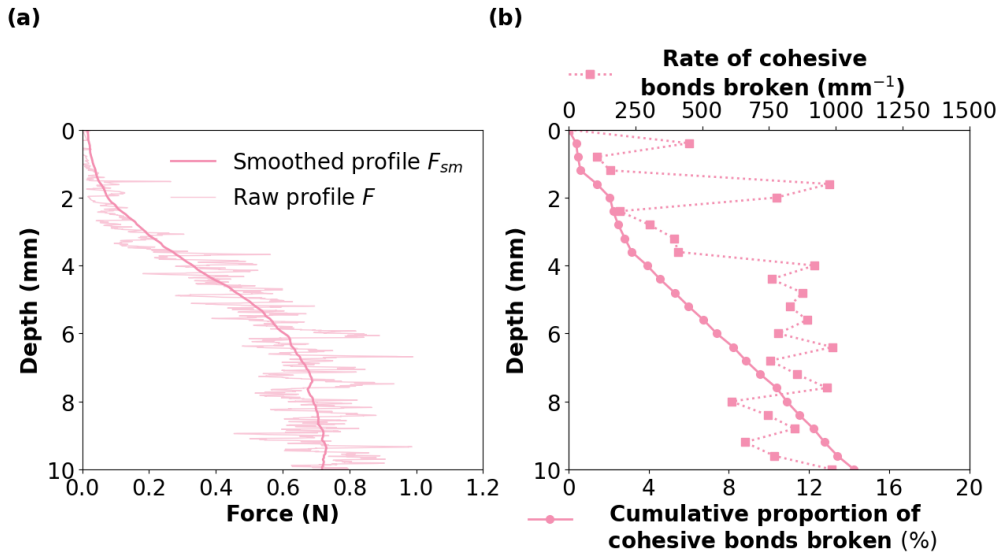 (a)
(b)
Rate of cohesive
bonds broken (mm⁻¹)
0 250 500 750 1000 1250 1500
0
2
4
6
8
10
Depth (mm)
Smoothed profile Fₛₘ
Raw profile F
0.0 0.2 0.4 0.6 0.8 1.0 1.2
Force (N)
0
2
4
6
8
10
Depth (mm)
0 4 8 12 16 20
Cumulative proportion of
cohesive bonds broken (%)